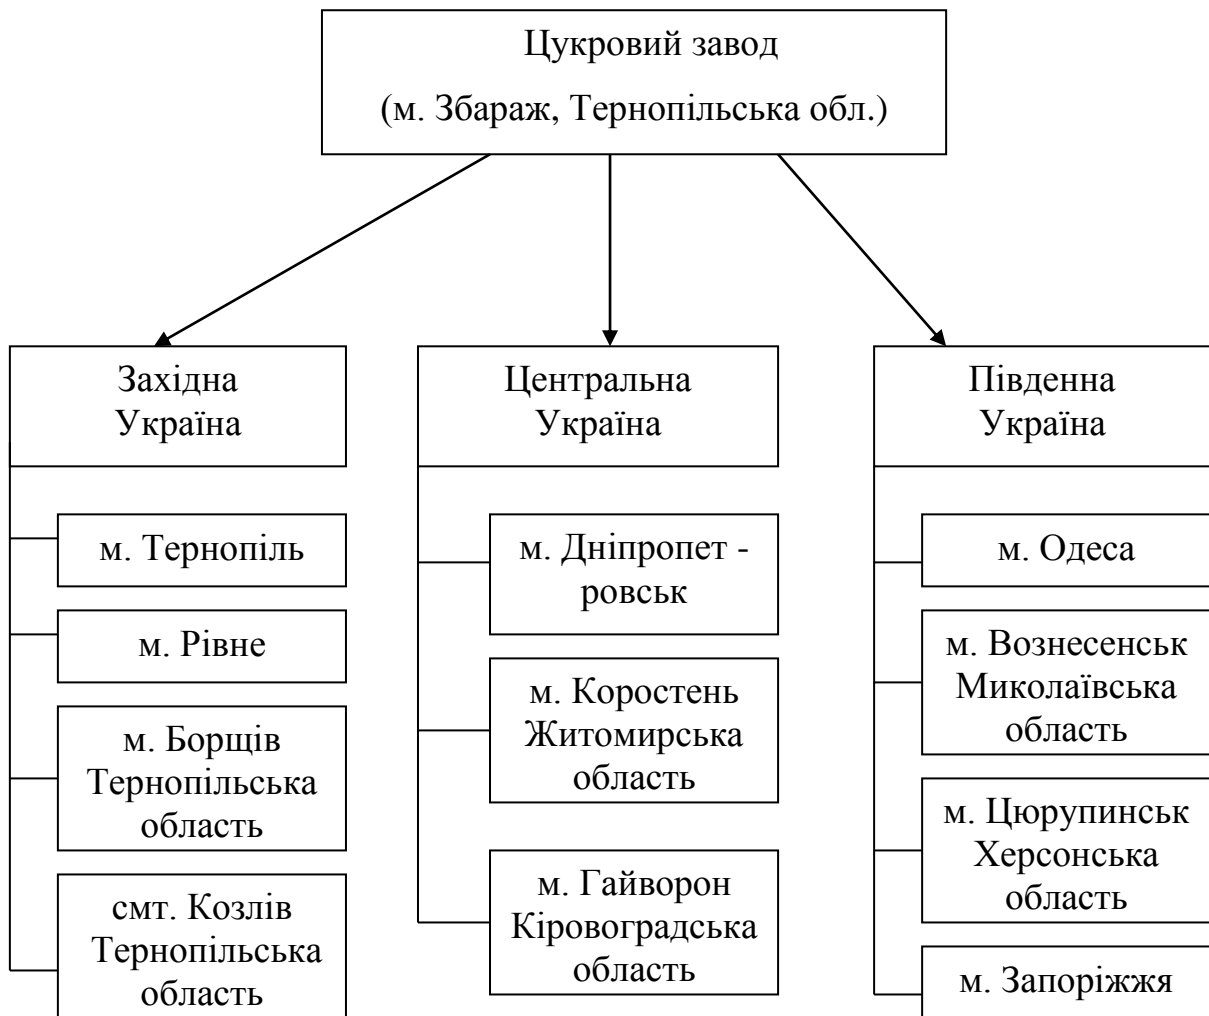 Цукровий завод
(м. Збараж, Тернопільська обл.)
Західна
Україна
м. Тернопіль
м. Рівне
м. Борщів
Тернопільська
область
смт. Козлів
Тернопільська
область
Центральна
Україна
м. Дніпропет -
ровськ
м. Коростень
Житомирська
область
м. Гайворон
Кіровоградська
область
Південна
Україна
м. Одеса
м. Вознесенськ
Миколаївська
область
м. Цюрупинськ
Херсонська
область
м. Запоріжжя